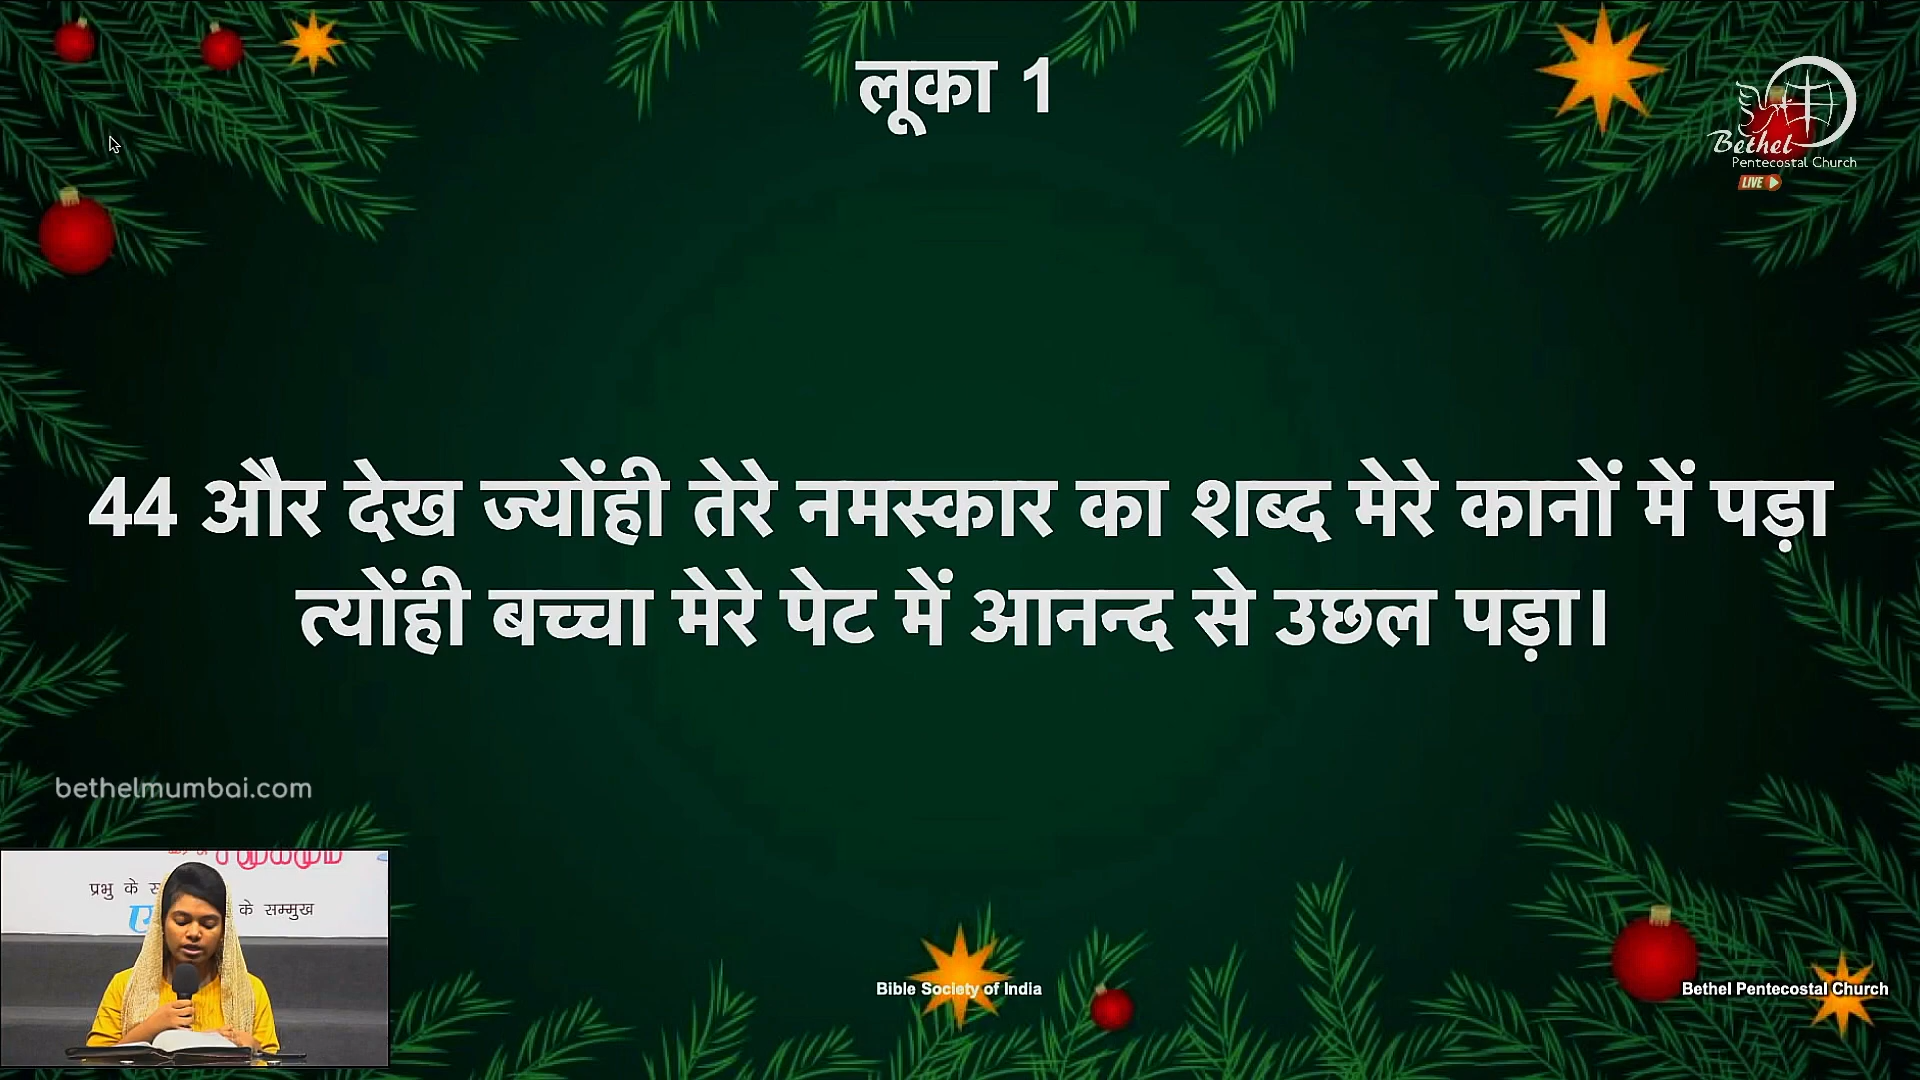 लूका 1
Bethel
Pentecostal Church
LIVE
44 और देख ज्योंही तेरे नमस्कार का शब्द मेरे कानों में पड़ा
त्योंही बच्चा मेरे पेट में आनन्द से उछल पड़ा।
bethelmumbai.com
प्रभु के
के सम्मुख
Bible Society of India
Bethel Pentecostal Church